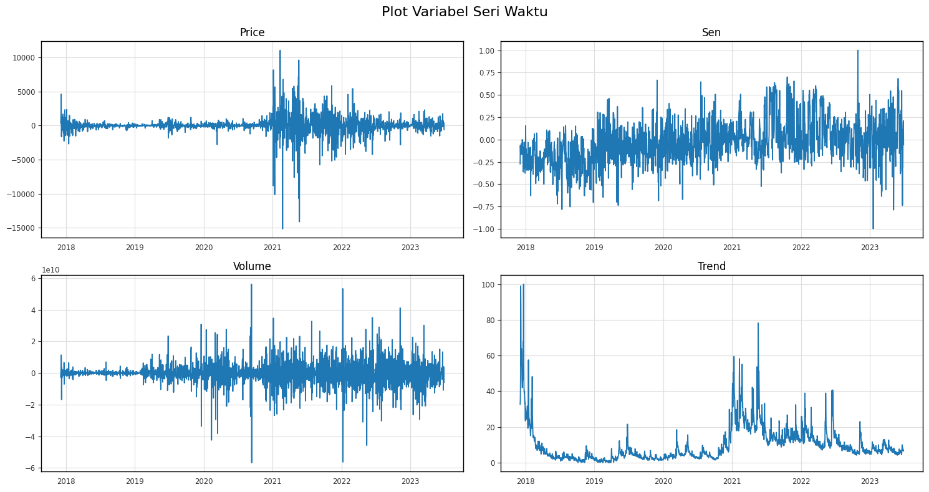 Plot Variabel Seri Waktu
Price
10000
5000
0
−5000
−10000
−15000
2018 2019 2020 2021 2022 2023
Sen
1.00
0.75
0.50
0.25
0.00
−0.25
−0.50
−0.75
−1.00
2018 2019 2020 2021 2022 2023
Volume
1e10
6
4
2
0
−2
−4
−6
2018 2019 2020 2021 2022 2023
Trend
100
80
60
40
20
0
2018 2019 2020 2021 2022 2023